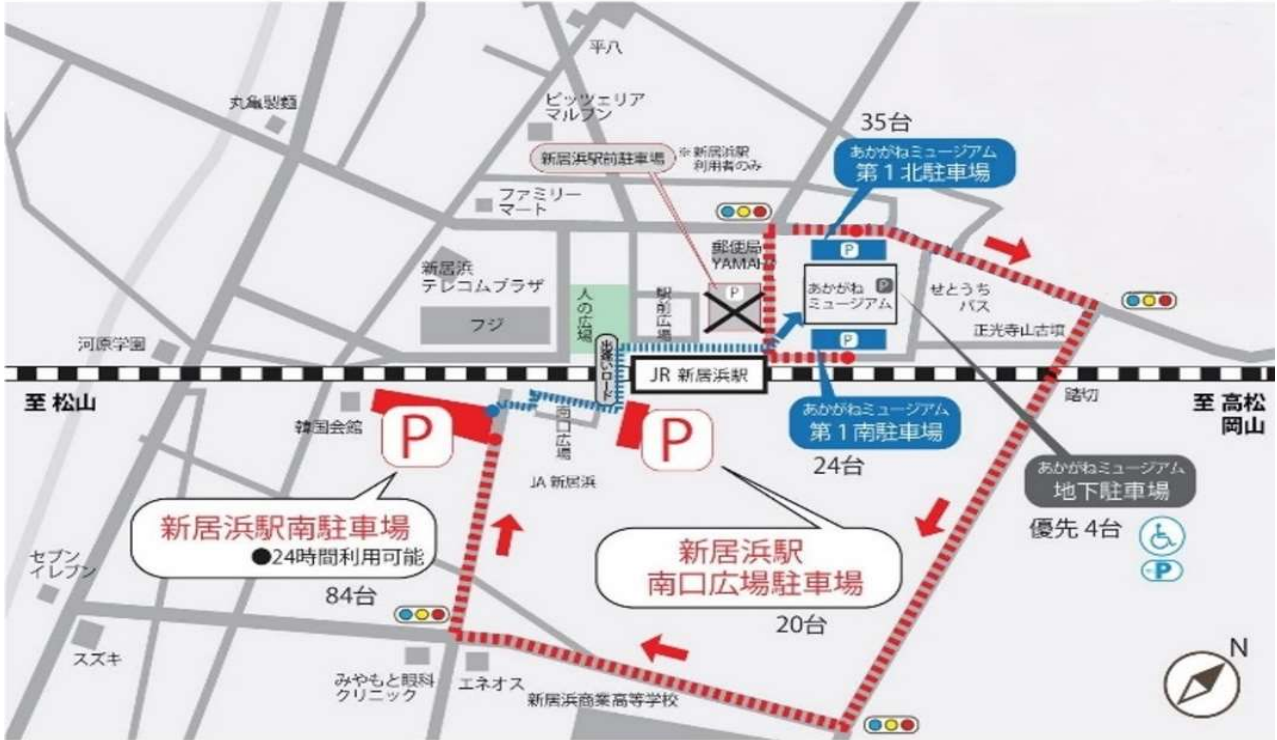 平八
丸亀製麺
ピッツェリア
マルブン
35台
新居浜駅前駐車場
※新居浜駅
利用者のみ
あかがねミュージアム
第1北駐車場
P
ファミリー
マート
郵便局
YAMAHA
新居浜
テレコムプラザ
フジ
人の広場
駅前広場
P
あかがね
ミュージアム
P
せとうち
バス
正光寺山古墳
P
河原学園
出逢いロード
JR 新居浜駅
至 松山
踏切
至 高松
岡山
韓国会館
P
南口広場
P
あかがねミュージアム
第1南駐車場
24台
JA 新居浜
あかがねミュージアム
地下駐車場
優先 4台
P
新居浜駅南駐車場
●24時間利用可能
84台
新居浜駅
南口広場駐車場
20台
セブン
イレブン
スズキ
みやもと眼科
クリニック
エネオス
新居浜商業高等学校
N